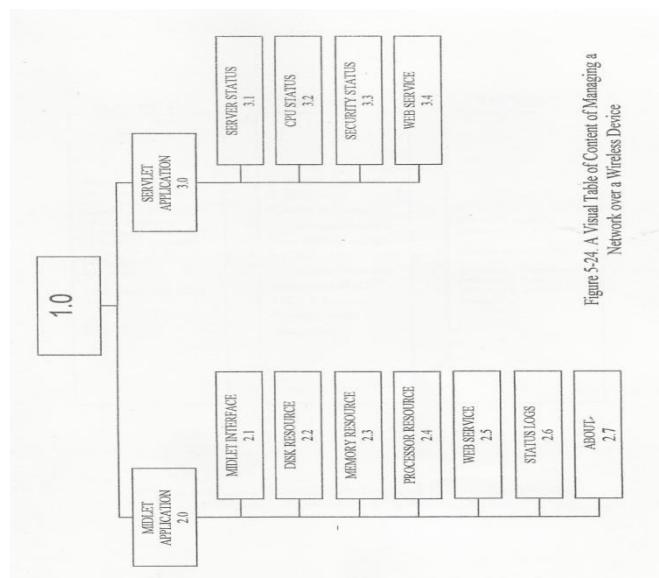 1.0
MIDLET
APPLICATION
2.0
MIDLET INTERFACE
2.1
DISK RESOURCE
2.2
MEMORY RESOURCE
2.3
PROCESSOR RESOURCE
2.4
WEB SERVICE
2.5
STATUS LOGS
2.6
ABOUT-
2.7
SERVLET
APPLICATION
3.0
SERVER STATUS
3.1
CPU STATUS
3.2
SECURITY STATUS
3.3
WEB SERVICE
3.4
Figure 5-24. A Visual Table of Content of Managing a
Network over a Wireless Device